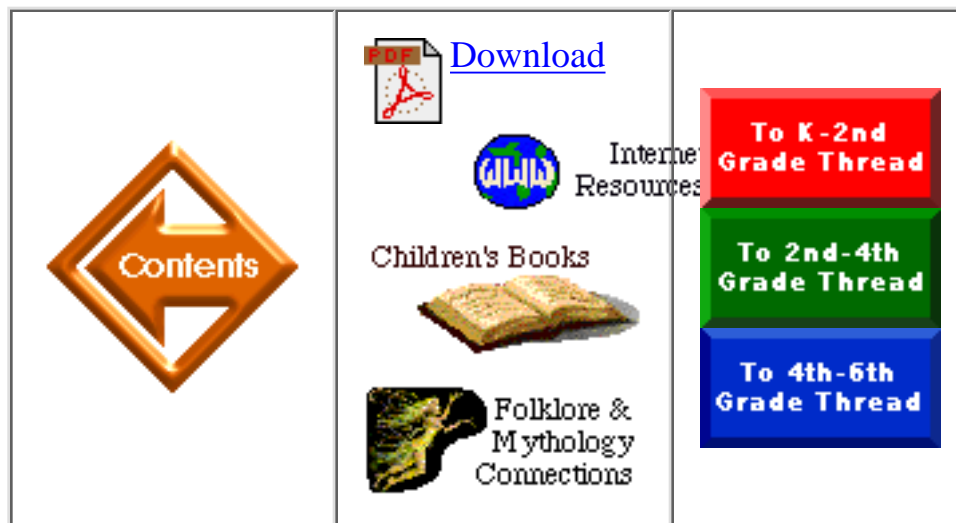 Contents
PDF
Download
WWW
Interne
Resources
Children's Books
Folklore &
Mythology
Connections
To K-2nd
Grade Thread
To 2nd-4th
Grade Thread
To 4th-6th
Grade Thread